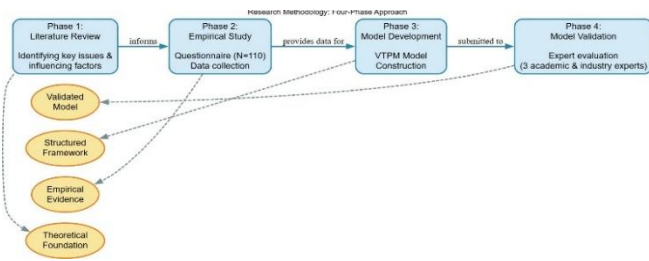 Research Methodology: Four-Phase Approach
Phase 1:
Literature Review
Identifying key issues &
influencing factors
informs
Phase 2:
Empirical Study
Questionnaire (N=110)
Data collection
provides data for
Phase 3:
Model Development
VTPM Model
Construction
submitted to
Phase 4:
Model Validation
Expert evaluation
(3 academic & industry experts)
Validated
Model
Structured
Framework
Empirical
Evidence
Theoretical
Foundation